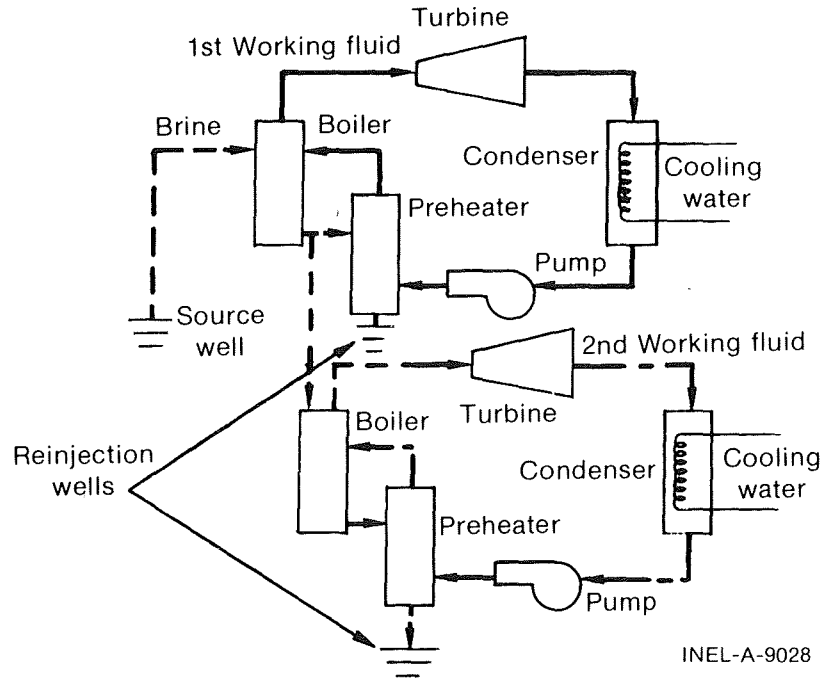 Turbine
1st Working fluid
Brine
Boiler
Condenser
Cooling
water
Preheater
Pump
Source
well
2nd Working fluid
Turbine
Boiler
Reinjection
wells
Condenser
Cooling
water
Preheater
Pump
INEL-A-9028